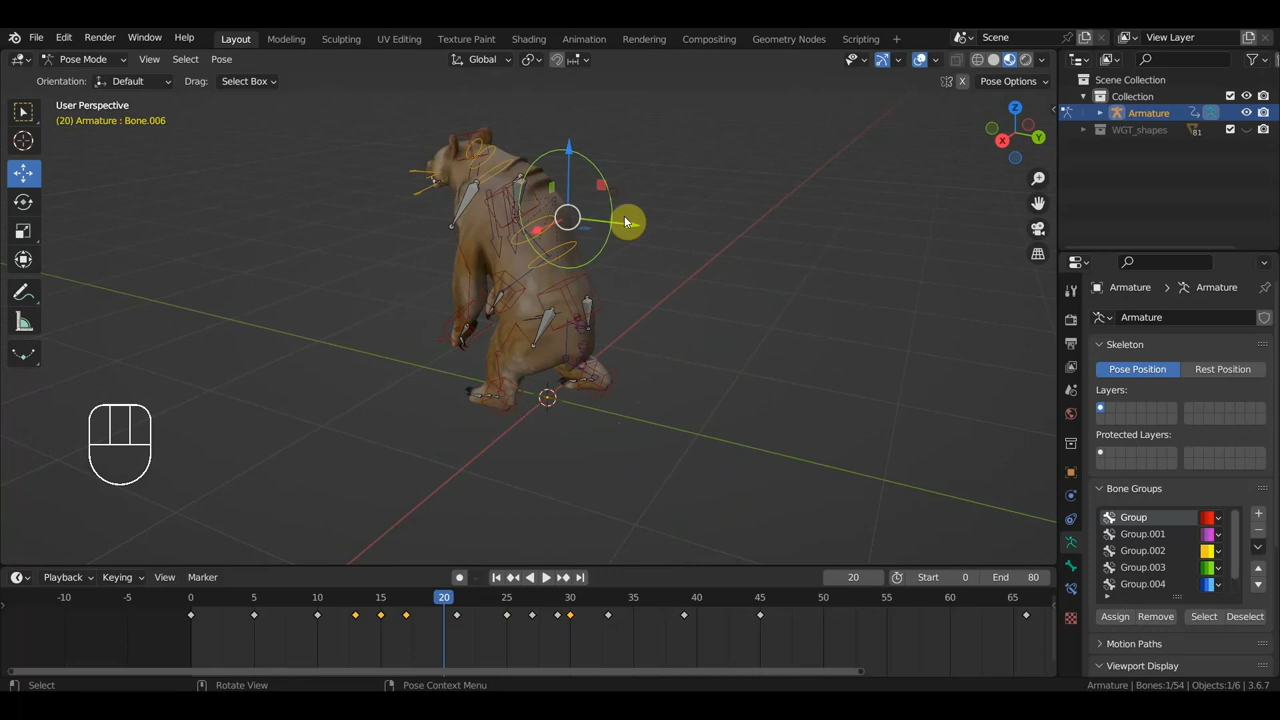 File Edit Render Window Help Layout Modeling Sculpting UV Editing Texture Paint Shading Animation Rendering Compositing Geometry Nodes Scripting + Scene View Layer
Pose Mode View Select Pose Global
Orientation: Default Drag: Select Box X Pose Options
User Perspective
(20) Armature : Bone.006
Z
Y
X
Scene Collection
Collection
Armature
WGT_shapes 81
Armature > Armature
Armature
Skeleton
Pose Position Rest Position
Layers:
Protected Layers:
Bone Groups
Group
Group.001
Group.002
Group.003
Group.004
Assign Remove Select Deselect
Motion Paths
Viewport Display
Playback Keying View Marker 20 Start 0 End 80
-10 -5 0 5 10 15 20 25 30 35 40 45 50 55 60 65
Select Rotate View Pose Context Menu Armature | Bones:1/54 | Objects:1/6 | 3.6.7